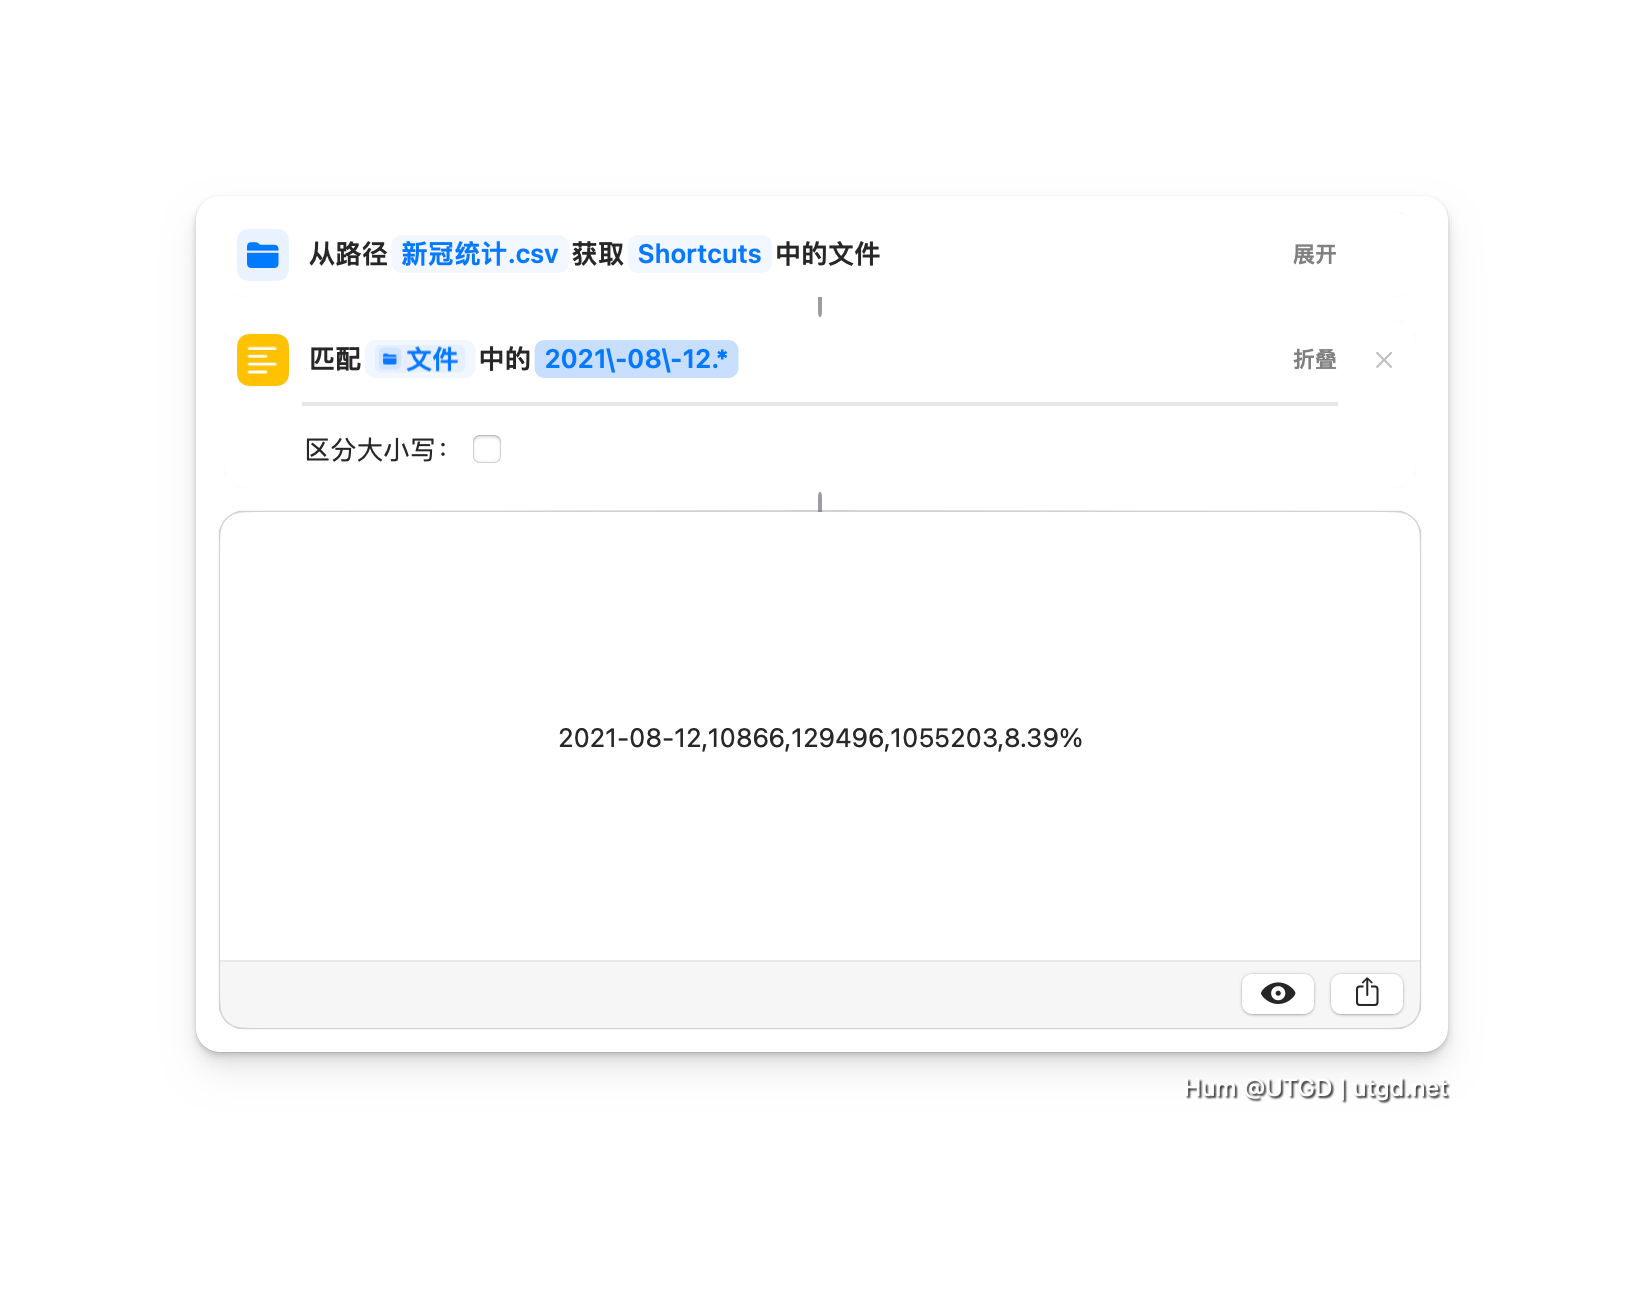 从路径 新冠统计.csv 获取 Shortcuts 中的文件 展开
匹配 文件 中的 2021\-08\-12.* 折叠
区分大小写：
2021-08-12,10866,129496,1055203,8.39%
Hum @UTGD | utgd.net